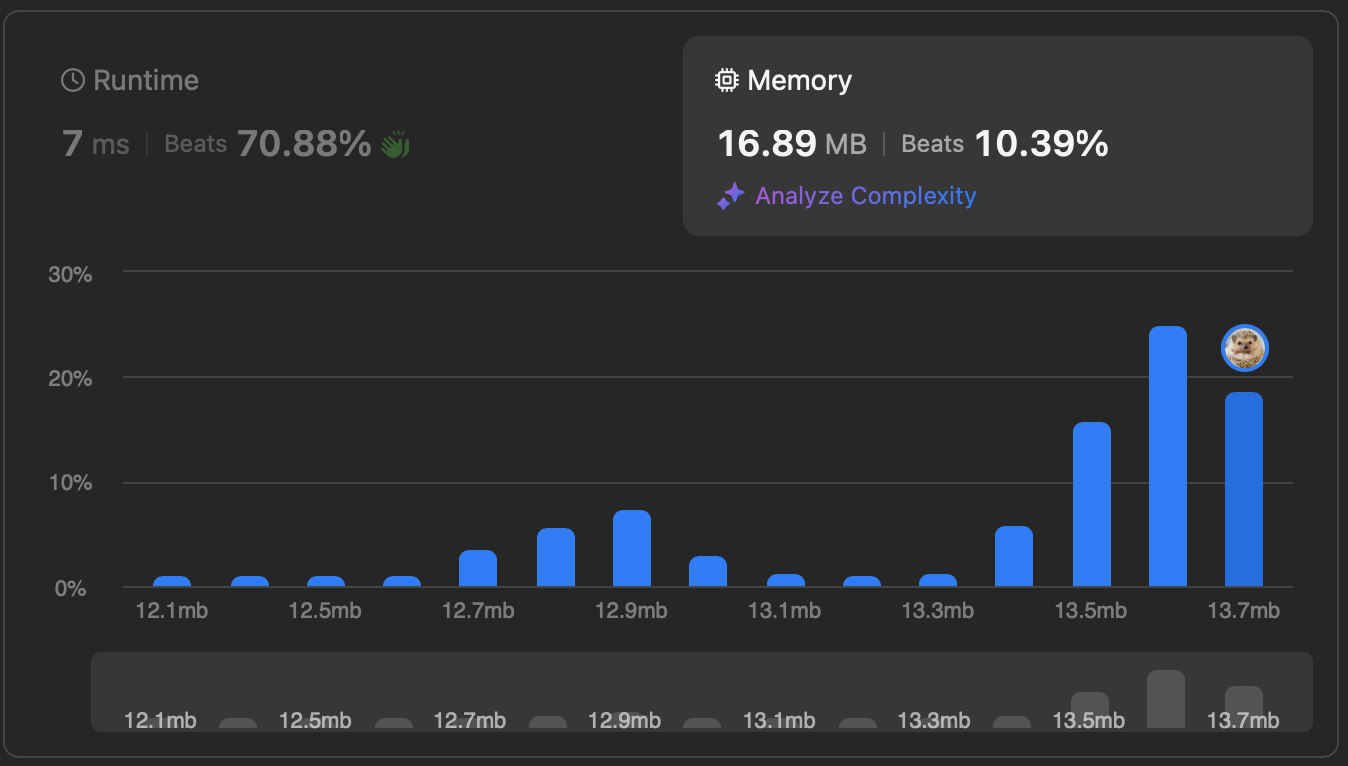 Runtime
7 ms | Beats 70.88%
Memory
16.89 MB | Beats 10.39%
Analyze Complexity
30%
20%
10%
0%
12.1mb 12.5mb 12.7mb 12.9mb 13.1mb 13.3mb 13.5mb 13.7mb
12.1mb 12.5mb 12.7mb 12.9mb 13.1mb 13.3mb 13.5mb 13.7mb